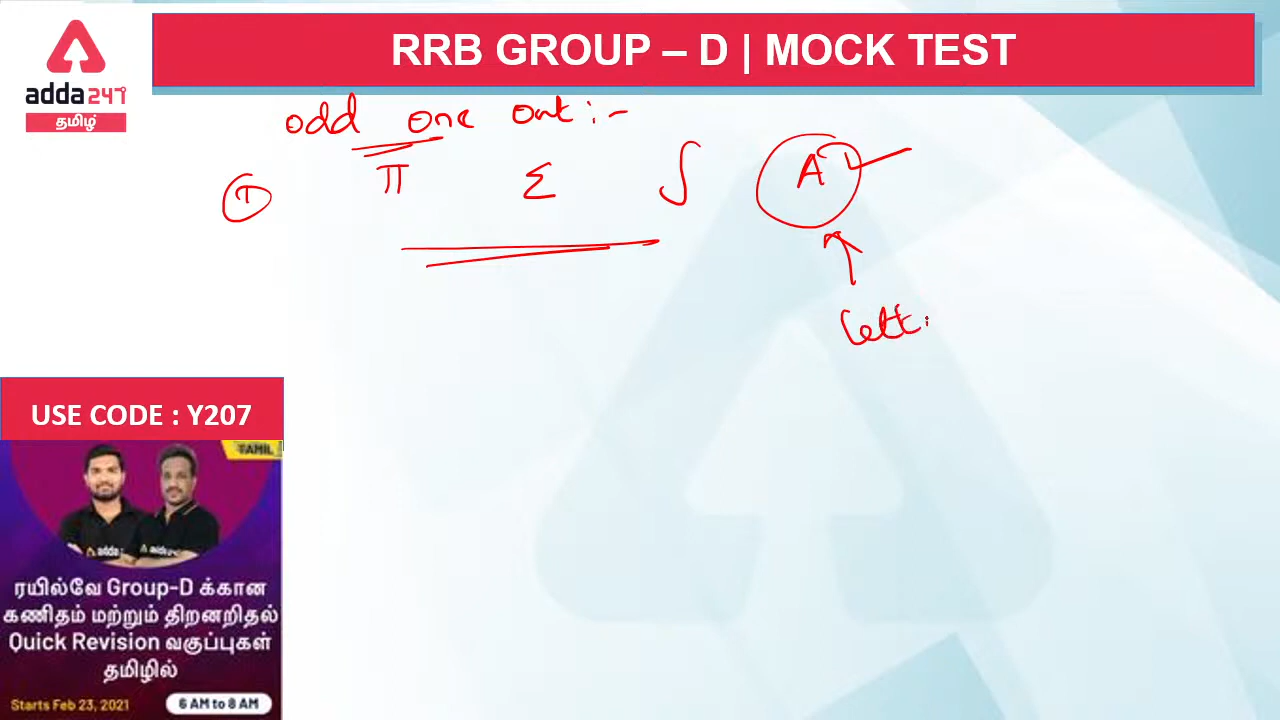 RRB GROUP – D | MOCK TEST
adda247
தமிழ்
odd one out :-
① π Σ ∫ A
lett
USE CODE : Y207
TAMIL
ரயில்வே Group-D க்கான
கணிதம் மற்றும் திறனறிதல்
Quick Revision வகுப்புகள்
தமிழில்
Starts Feb 23, 2021
6 AM to 8 AM